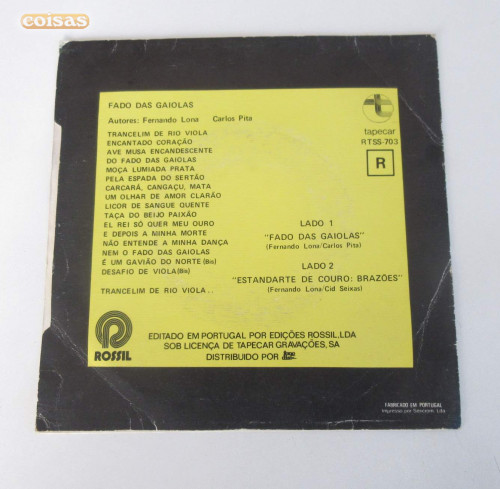 coisas
FADO DAS GAIOLAS
Autores: Fernando Lona Carlos Pita
TRANCELIM DE RIO VIOLA
ENCANTADO CORAÇÃO
AVE MUSA ENCANDESCENTE
DO FADO DAS GAIOLAS
MOÇA LUMIADA PRATA
PELA ESPADA DO SERTÃO
CARCARÁ, CANGAÇU, MATA
UM OLHAR DE AMOR CLARÃO
LICOR DE SANGUE QUENTE
TAÇA DO BEIJO PAIXÃO
EL REI SÓ QUER MEU OURO
E DEPOIS A MINHA MORTE
NÃO ENTENDE A MINHA DANÇA
NEM O FADO DAS GAIOLAS
É UM GAVIÃO DO NORTE (Bis)
DESAFIO DE VIOLA (Bis)
TRANCELIM DE RIO VIOLA . .
tapecar
RTSS-703
R
LADO 1
"FADO DAS GAIOLAS"
(Fernando Lona/Carlos Pita)
LADO 2
"ESTANDARTE DE COURO: BRAZÕES"
(Fernando Lona/Cid Seixas)
ROSSIL
EDITADO EM PORTUGAL POR EDIÇÕES ROSSIL, LDA
SOB LICENÇA DE TAPECAR GRAVAÇÕES, SA
DISTRIBUIDO POR
FABRICADO EM PORTUGAL